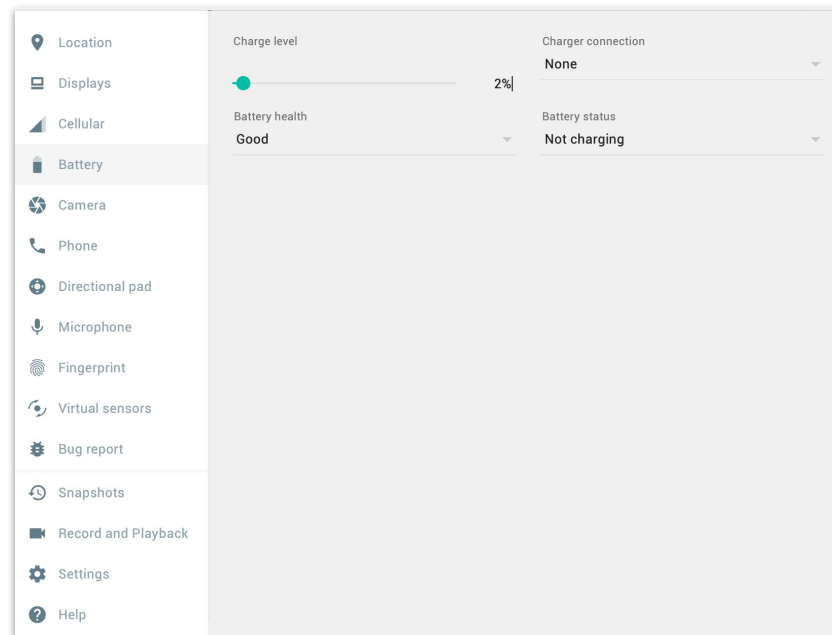 Location
Displays
Cellular
Battery
Camera
Phone
Directional pad
Microphone
Fingerprint
Virtual sensors
Bug report
Snapshots
Record and Playback
Settings
Help
Charge level
2%
Charger connection
None
Battery health
Good
Battery status
Not charging